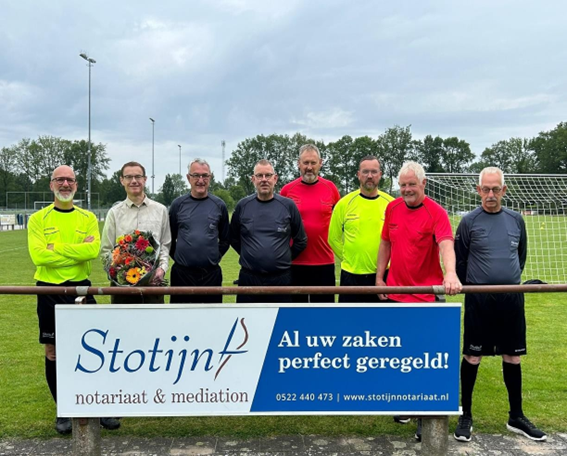 Stotijn
notariaat & mediation
Al uw zaken
perfect geregeld!
0522 440 473 | www.stotijnnotariaat.nl